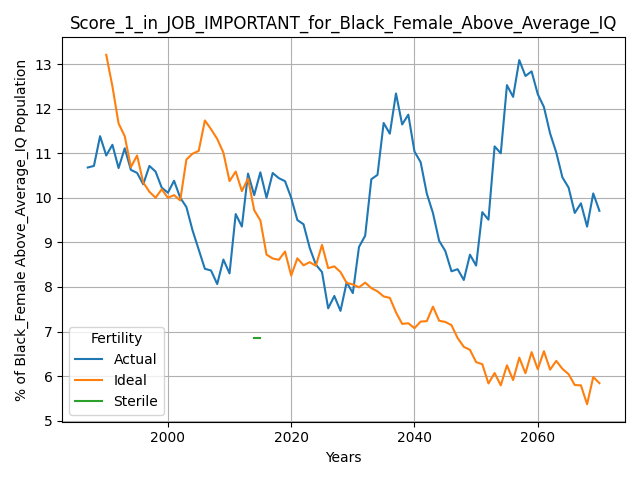 Score_1_in_JOB_IMPORTANT_for_Black_Female_Above_Average_IQ
% of Black_Female Above_Average_IQ Population
13
12
11
10
9
8
7
6
5
Fertility
Actual
Ideal
Sterile
2000 2020 2040 2060
Years